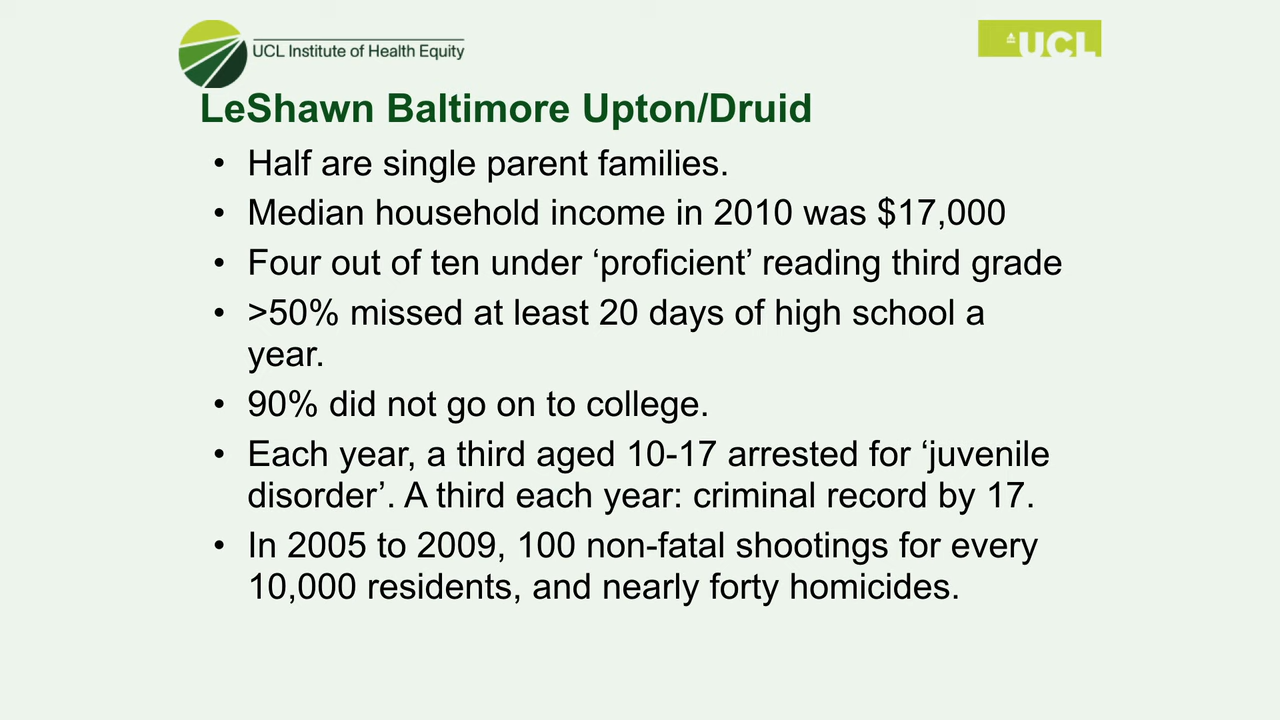 UCL Institute of Health Equity
UCL
LeShawn Baltimore Upton/Druid
• Half are single parent families.
• Median household income in 2010 was $17,000
• Four out of ten under ‘proficient’ reading third grade
• >50% missed at least 20 days of high school a
year.
• 90% did not go on to college.
• Each year, a third aged 10-17 arrested for ‘juvenile
disorder’. A third each year: criminal record by 17.
• In 2005 to 2009, 100 non-fatal shootings for every
10,000 residents, and nearly forty homicides.